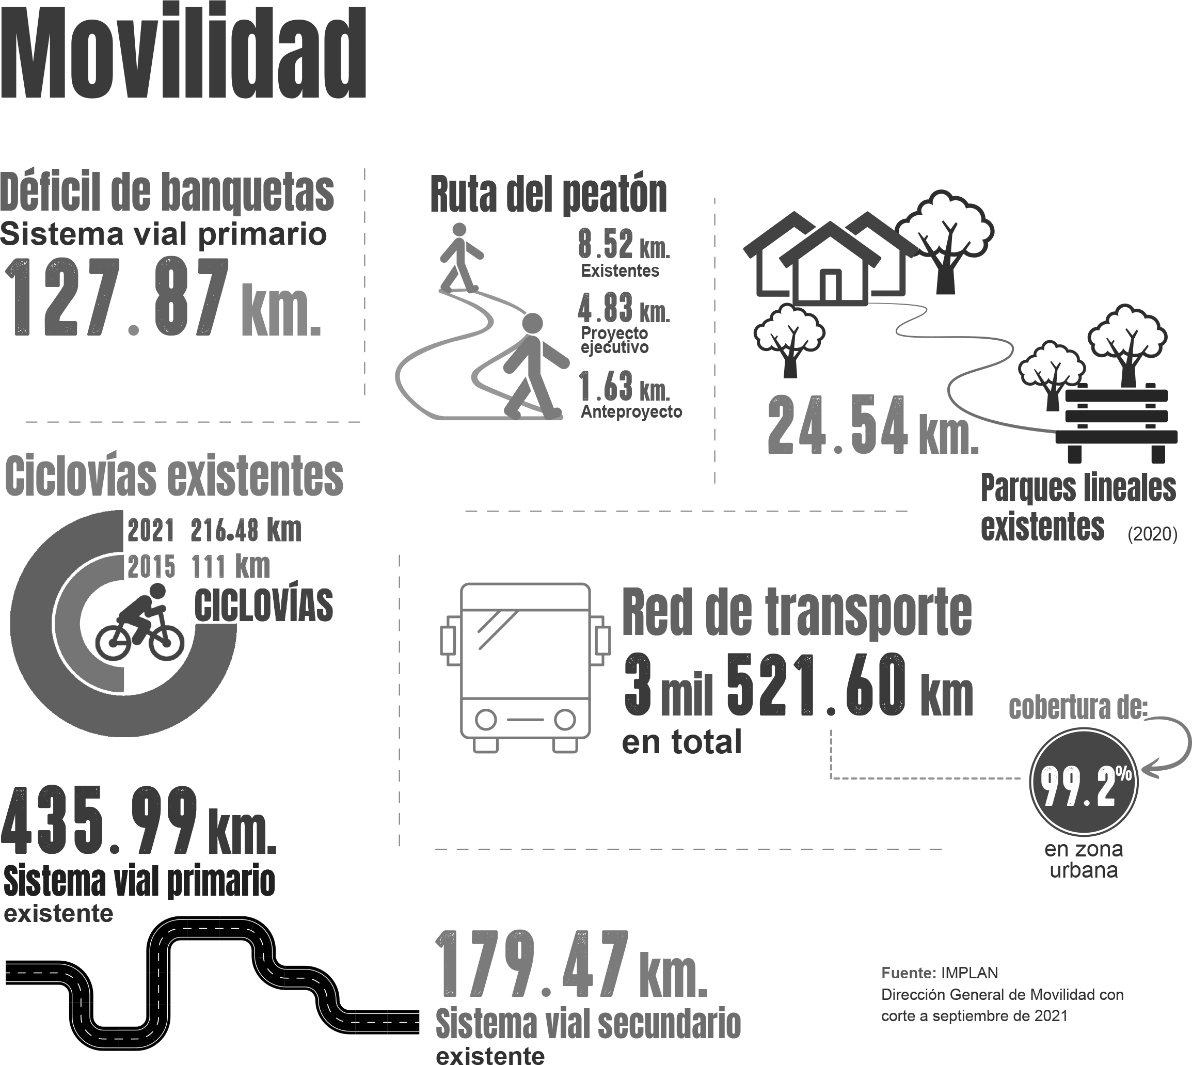 Movilidad
Déficil de banquetas
Sistema vial primario
127.87 km.
Ruta del peatón
8.52 km.
Existentes
4.83 km.
Proyecto
ejecutivo
1.63 km.
Anteproyecto
24.54 km.
Parques lineales
existentes (2020)
Ciclovías existentes
2021 216.48 km
2015 111 km
CICLOVÍAS
Red de transporte
3 mil 521.60 km
en total
cobertura de:
99.2%
en zona
urbana
435.99 km.
Sistema vial primario
existente
179.47 km.
Sistema vial secundario
existente
Fuente: IMPLAN
Dirección General de Movilidad con
corte a septiembre de 2021